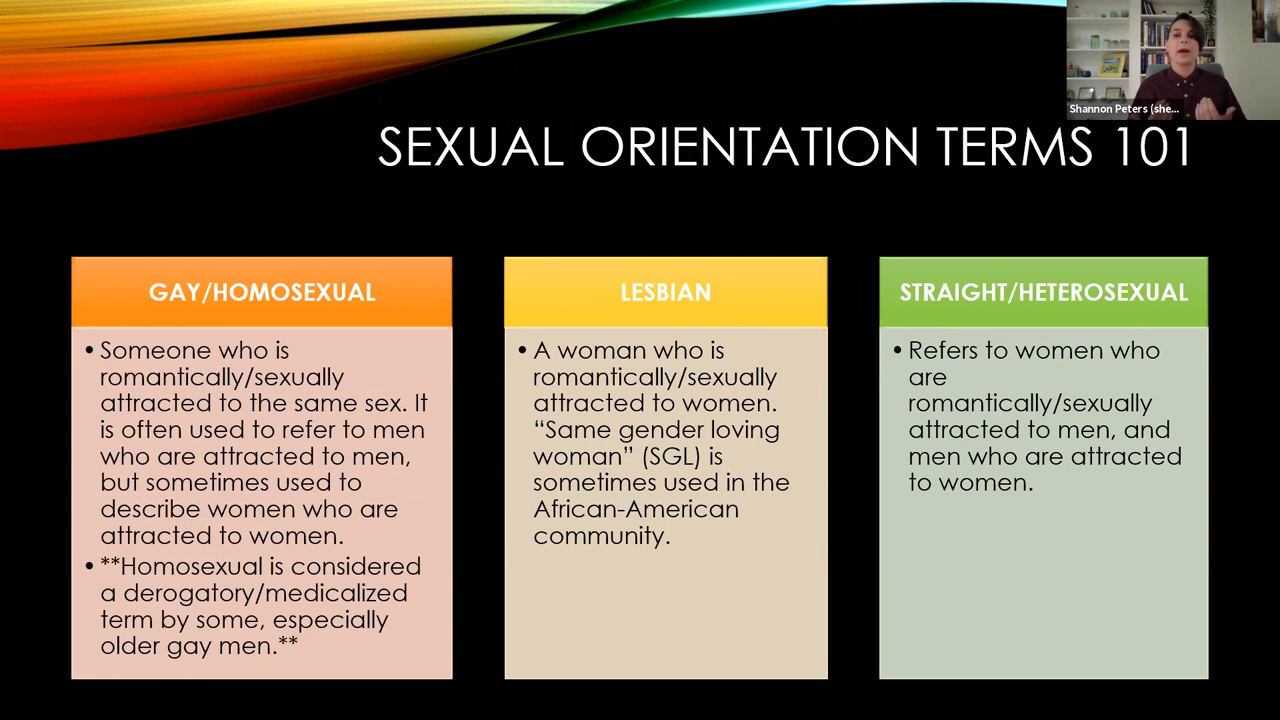 Shannon Peters (she...
SEXUAL ORIENTATION TERMS 101
GAY/HOMOSEXUAL
• Someone who is
romantically/sexually
attracted to the same sex. It
is often used to refer to men
who are attracted to men,
but sometimes used to
describe women who are
attracted to women.
• **Homosexual is considered
a derogatory/medicalized
term by some, especially
older gay men.**
LESBIAN
• A woman who is
romantically/sexually
attracted to women.
“Same gender loving
woman” (SGL) is
sometimes used in the
African-American
community.
STRAIGHT/HETEROSEXUAL
• Refers to women who
are
romantically/sexually
attracted to men, and
men who are attracted
to women.